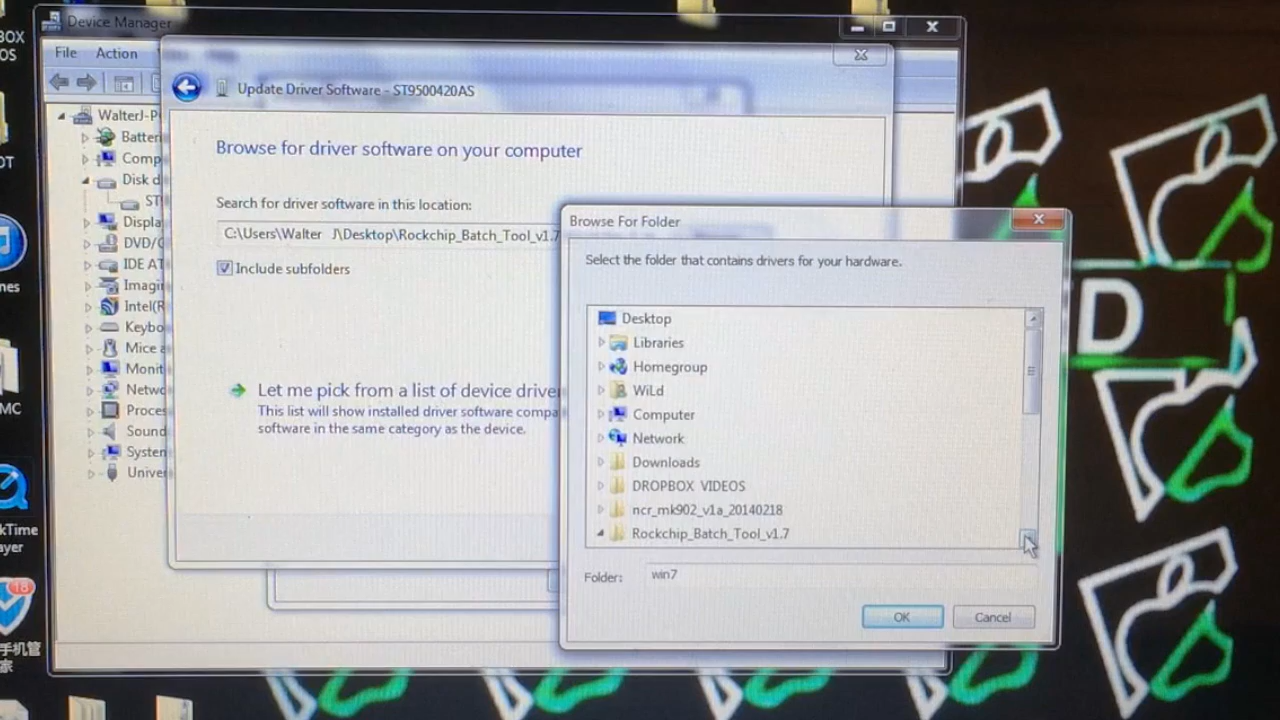 BOX
OS
Device Manager
File Action
Update Driver Software - ST9500420AS
WalterJ-P
Batter
Comp
Disk d
ST
Displa
DVD/C
IDE AT
Imagi
Intel(R
Keybo
Mice a
Monit
Netwo
Proces
Sound
System
Univer
Browse for driver software on your computer
Search for driver software in this location:
C:\Users\Walter J\Desktop\Rockchip_Batch_Tool_v1.7
Include subfolders
Let me pick from a list of device drive
This list will show installed driver software compa
software in the same category as the device.
Browse For Folder
Select the folder that contains drivers for your hardware.
Desktop
Libraries
Homegroup
WiLd
Computer
Network
Downloads
DROPBOX VIDEOS
ncr_mk902_v1a_20140218
Rockchip_Batch_Tool_v1.7
Folder: win7
OK Cancel
OT
nes
MC
kTime
ayer
18
手机管
家
D